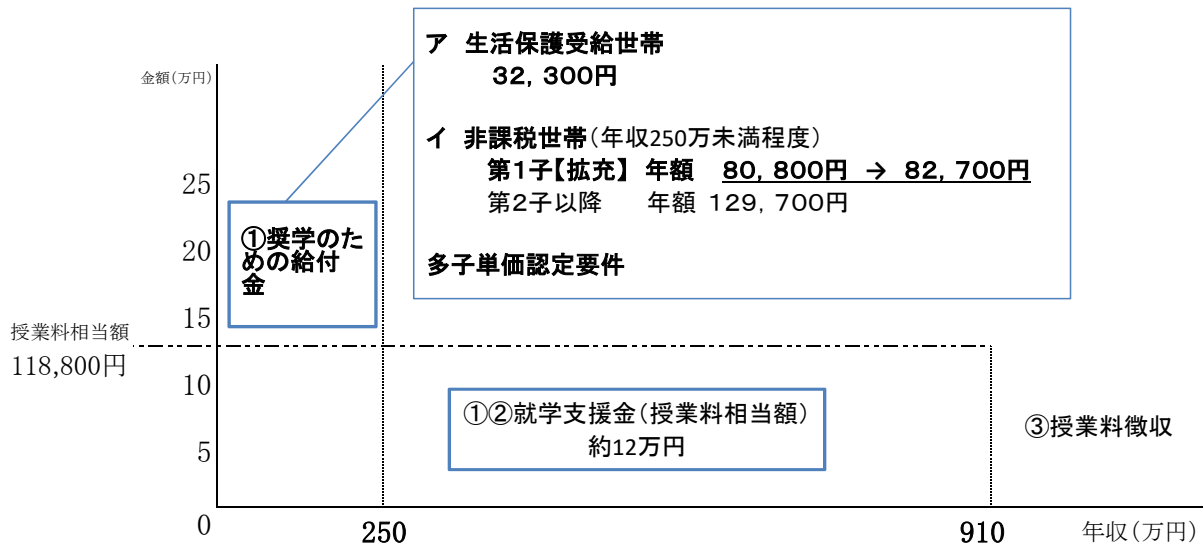 ア 生活保護受給世帯
32，300円
イ 非課税世帯（年収250万未満程度）
第1子【拡充】 年額 80，800円 → 82，700円
第2子以降 年額 129，700円
多子単価認定要件
金額（万円）
25
20
15
10
5
0
①奨学のた
めの給付
金
授業料相当額
118,800円
①②就学支援金（授業料相当額）
約12万円
③授業料徴収
250
910
年収（万円）